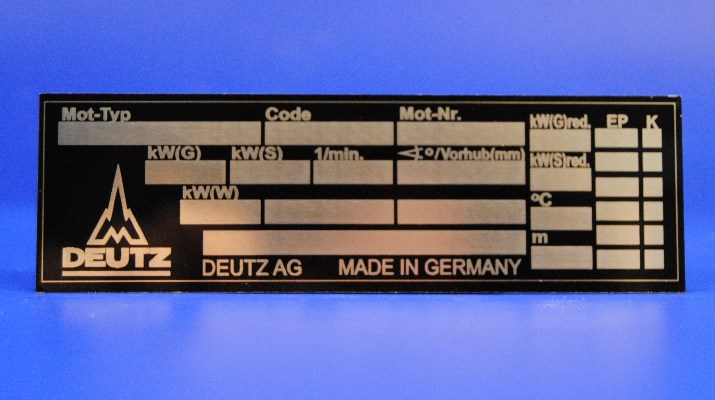 Mot-Typ Code Mot-Nr. kW(G)red. EP K
kW(G) kW(S) 1/min. ∢°/Vorhub(mm) kW(S)red.
kW(W) °C
m
DEUTZ DEUTZ AG MADE IN GERMANY